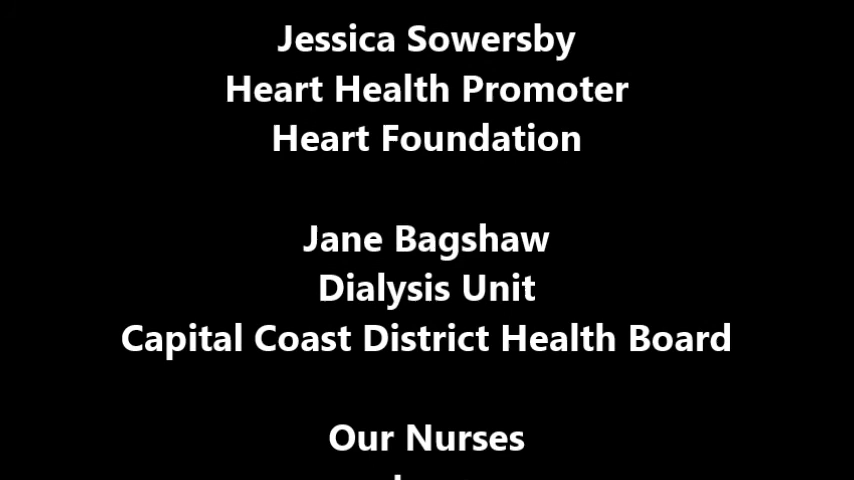 Jessica Sowersby
Heart Health Promoter
Heart Foundation
Jane Bagshaw
Dialysis Unit
Capital Coast District Health Board
Our Nurses